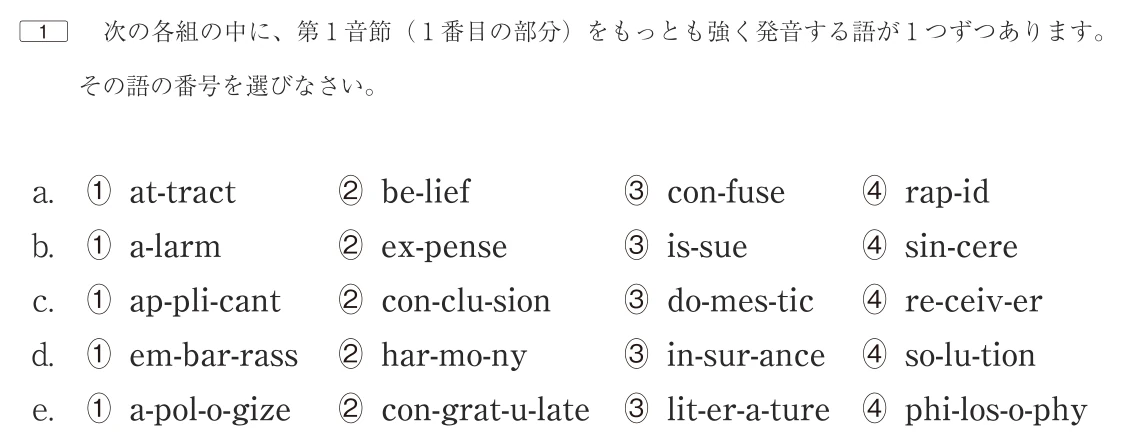 1 次の各組の中に、第１音節（１番目の部分）をもっとも強く発音する語が１つずつあります。
その語の番号を選びなさい。
a. ① at-tract ② be-lief ③ con-fuse ④ rap-id
b. ① a-larm ② ex-pense ③ is-sue ④ sin-cere
c. ① ap-pli-cant ② con-clu-sion ③ do-mes-tic ④ re-ceiv-er
d. ① em-bar-rass ② har-mo-ny ③ in-sur-ance ④ so-lu-tion
e. ① a-pol-o-gize ② con-grat-u-late ③ lit-er-a-ture ④ phi-los-o-phy